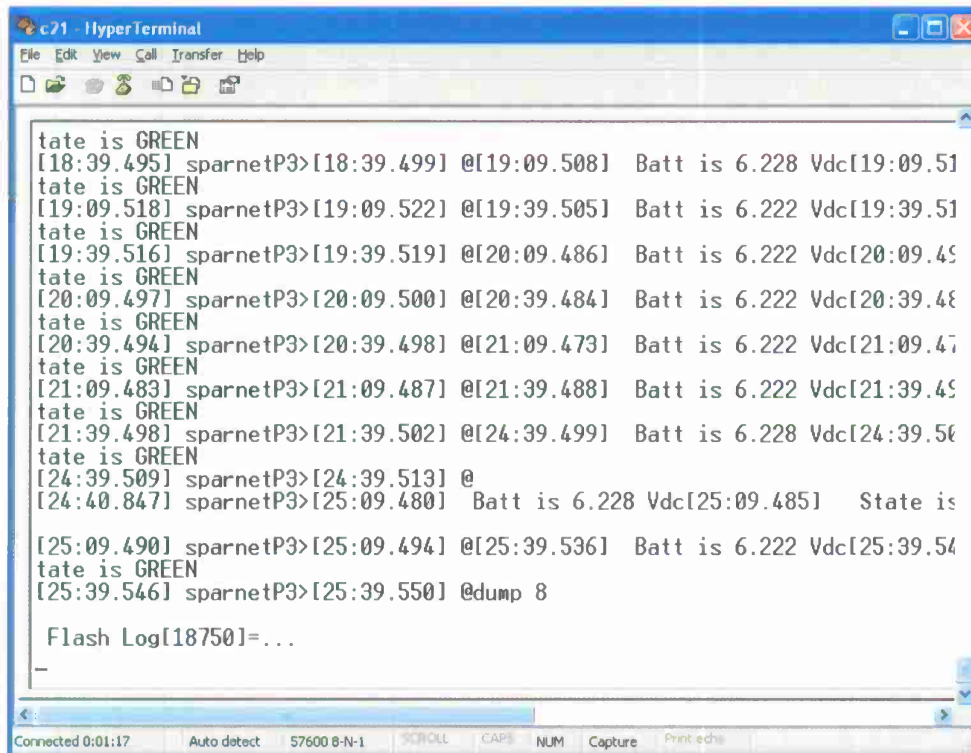 c21 - HyperTerminal
File Edit View Call Transfer Help
tate is GREEN
[18:39.495] sparnetP3>[18:39.499] @[19:09.508] Batt is 6.228 Vdc[19:09.51
tate is GREEN
[19:09.518] sparnetP3>[19:09.522] @[19:39.505] Batt is 6.222 Vdc[19:39.51
tate is GREEN
[19:39.516] sparnetP3>[19:39.519] @[20:09.486] Batt is 6.222 Vdc[20:09.49
tate is GREEN
[20:09.497] sparnetP3>[20:09.500] @[20:39.484] Batt is 6.222 Vdc[20:39.48
tate is GREEN
[20:39.494] sparnetP3>[20:39.498] @[21:09.473] Batt is 6.222 Vdc[21:09.47
tate is GREEN
[21:09.483] sparnetP3>[21:09.487] @[21:39.488] Batt is 6.222 Vdc[21:39.49
tate is GREEN
[21:39.498] sparnetP3>[21:39.502] @[24:39.499] Batt is 6.228 Vdc[24:39.50
tate is GREEN
[24:39.509] sparnetP3>[24:39.513] @
[24:40.847] sparnetP3>[25:09.480] Batt is 6.228 Vdc[25:09.485] State is
[25:09.490] sparnetP3>[25:09.494] @[25:39.536] Batt is 6.222 Vdc[25:39.54
tate is GREEN
[25:39.546] sparnetP3>[25:39.550] @dump 8
Flash Log[18750]=...
Connected 0:01:17 Auto detect 57600 8-N-1 SCROLL CAPS NUM Capture Print echo